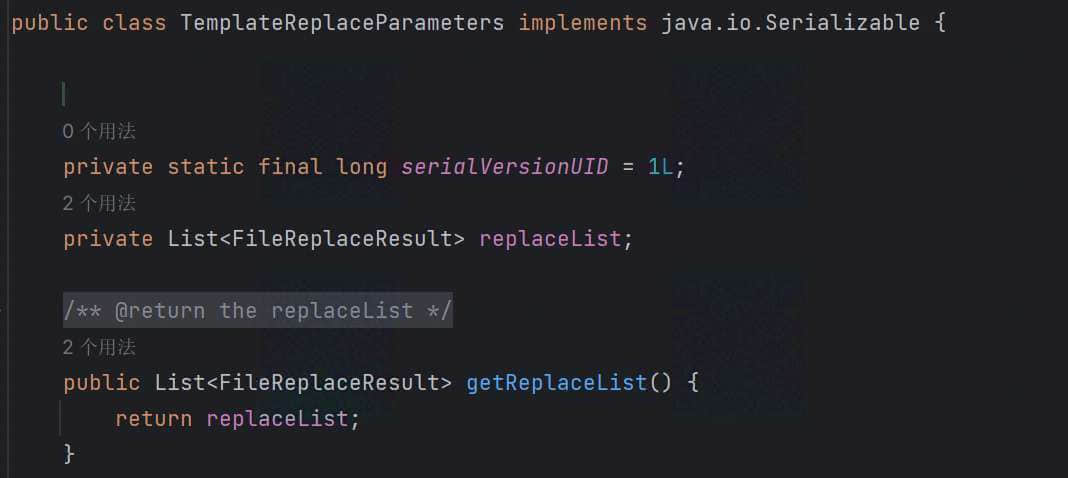 public class TemplateReplaceParameters implements java.io.Serializable {
0 个用法
private static final long serialVersionUID = 1L;
2 个用法
private List<FileReplaceResult> replaceList;
/** @return the replaceList */
2 个用法
public List<FileReplaceResult> getReplaceList() {
return replaceList;
}